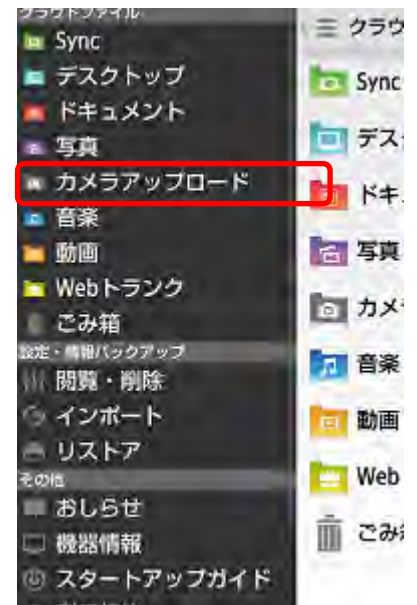 クラウドファイル
Sync
デスクトップ
ドキュメント
写真
カメラアップロード
音楽
動画
Webトランク
ごみ箱
設定・情報バックアップ
閲覧・削除
インポート
リストア
その他
おしらせ
機器情報
スタートアップガイド
クラウ
Sync
デス
ドキュ
写真
カメラ
音楽
動画
Web
ごみ